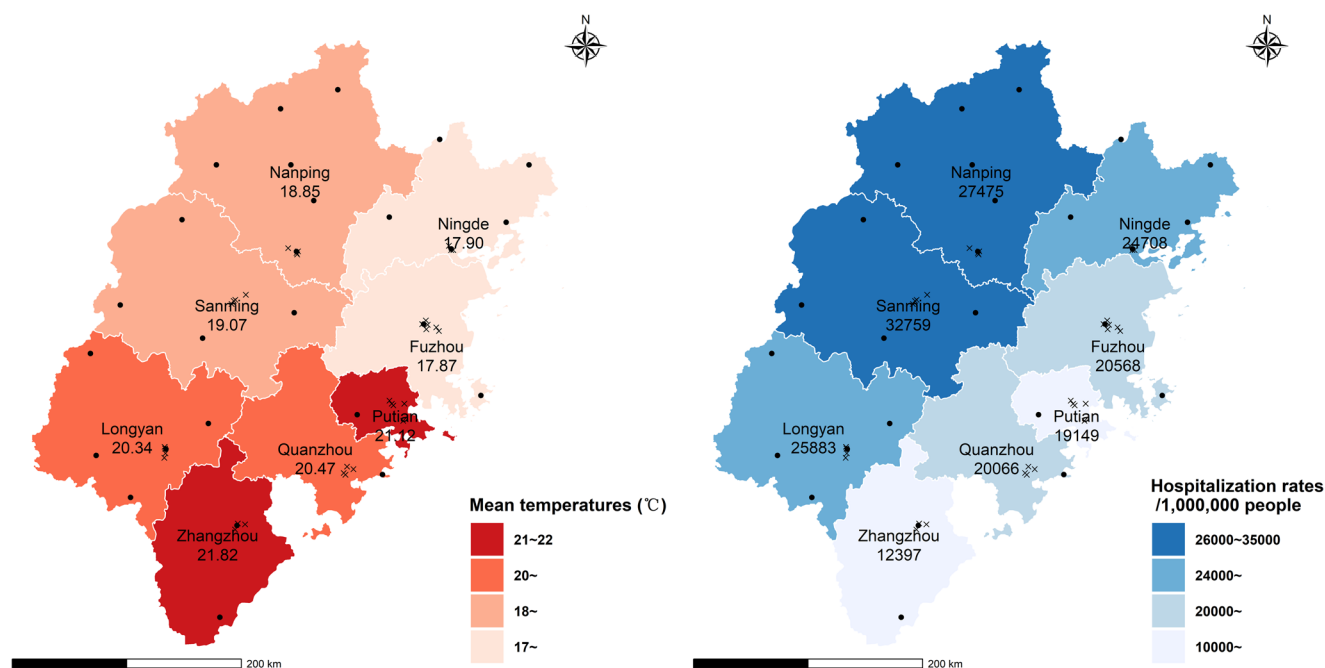 N
Nanping
18.85
Ningde
17.90
Sanming
19.07
Fuzhou
17.87
Putian
21.12
Longyan
20.34
Quanzhou
20.47
Zhangzhou
21.82
Mean temperatures (℃)
21~22
20~
18~
17~
200 km
N
Nanping
27475
Ningde
24708
Sanming
32759
Fuzhou
20568
Putian
19149
Longyan
25883
Quanzhou
20066
Zhangzhou
12397
Hospitalization rates
/1,000,000 people
26000~35000
24000~
20000~
10000~
200 km